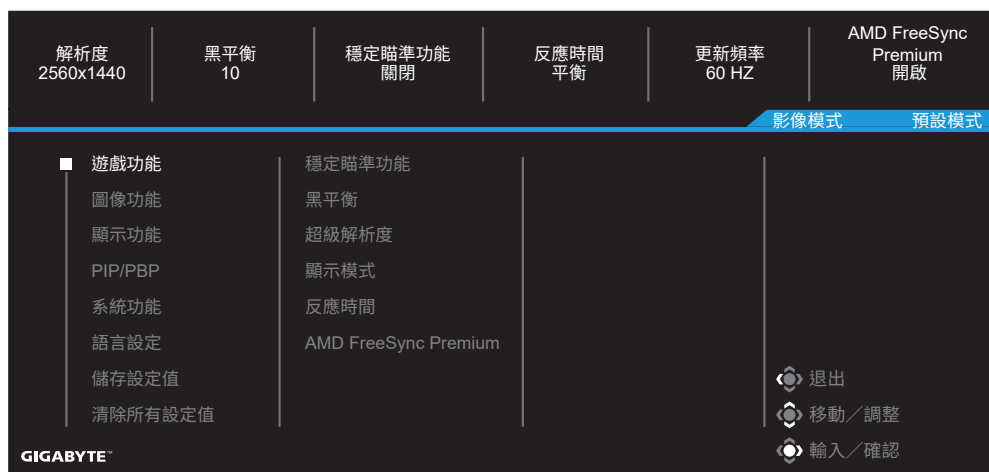 解析度
2560x1440
黑平衡
10
穩定瞄準功能
關閉
反應時間
平衡
更新頻率
60 HZ
AMD FreeSync
Premium
開啟
影像模式 預設模式
遊戲功能
圖像功能
顯示功能
PIP/PBP
系統功能
語言設定
儲存設定值
清除所有設定值
穩定瞄準功能
黑平衡
超級解析度
顯示模式
反應時間
AMD FreeSync Premium
退出
移動／調整
輸入／確認
GIGABYTE™